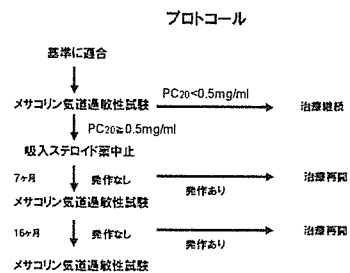 プロトコール
基準に適合
メサコリン気道過敏性試験
PC20<0.5mg/ml
治療継続
PC20≧0.5mg/ml
吸入ステロイド薬中止
7ヶ月
発作なし
発作あり
治療再開
メサコリン気道過敏性試験
16ヶ月
発作なし
発作あり
治療再開
メサコリン気道過敏性試験